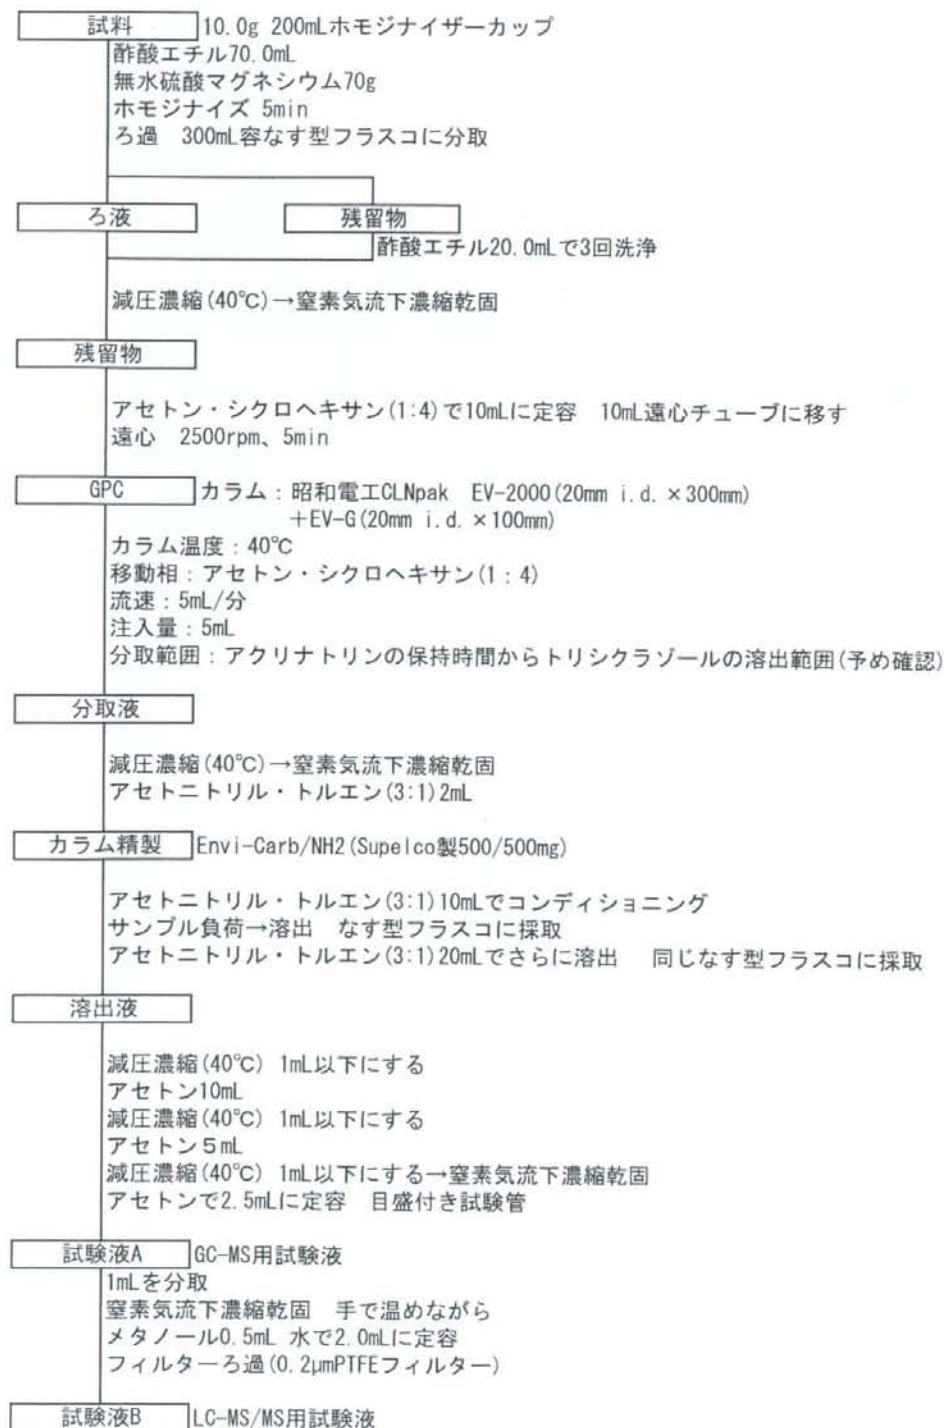 試料 10.0g 200mLホモジナイザーカップ
酢酸エチル70.0mL
無水硫酸マグネシウム70g
ホモジナイズ 5min
ろ過 300mL容なす型フラスコに分取
ろ液 残留物
酢酸エチル20.0mLで3回洗浄
減圧濃縮(40℃)→窒素気流下濃縮乾固
残留物
アセトン・シクロヘキサン(1:4)で10mLに定容 10mL遠心チューブに移す
遠心 2500rpm、5min
GPC カラム:昭和電工CLNpak EV-2000(20mm i.d.×300mm)
+EV-G(20mm i.d.×100mm)
カラム温度:40℃
移動相:アセトン・シクロヘキサン(1:4)
流速:5mL/分
注入量:5mL
分取範囲:アクリナトリンの保持時間からトリシクラゾールの溶出範囲(予め確認)
分取液
減圧濃縮(40℃)→窒素気流下濃縮乾固
アセトニトリル・トルエン(3:1)2mL
カラム精製 Envi-Carb/NH2(Supelco製500/500mg)
アセトニトリル・トルエン(3:1)10mLでコンディショニング
サンプル負荷→溶出 なす型フラスコに採取
アセトニトリル・トルエン(3:1)20mLでさらに溶出 同じなす型フラスコに採取
溶出液
減圧濃縮(40℃) 1mL以下にする
アセトン10mL
減圧濃縮(40℃) 1mL以下にする
アセトン5mL
減圧濃縮(40℃) 1mL以下にする→窒素気流下濃縮乾固
アセトンで2.5mLに定容 目盛付き試験管
試験液A GC-MS用試験液
1mLを分取
窒素気流下濃縮乾固 手で温めながら
メタノール0.5mL 水で2.0mLに定容
フィルターろ過(0.2μmPTFEフィルター)
試験液B LC-MS/MS用試験液